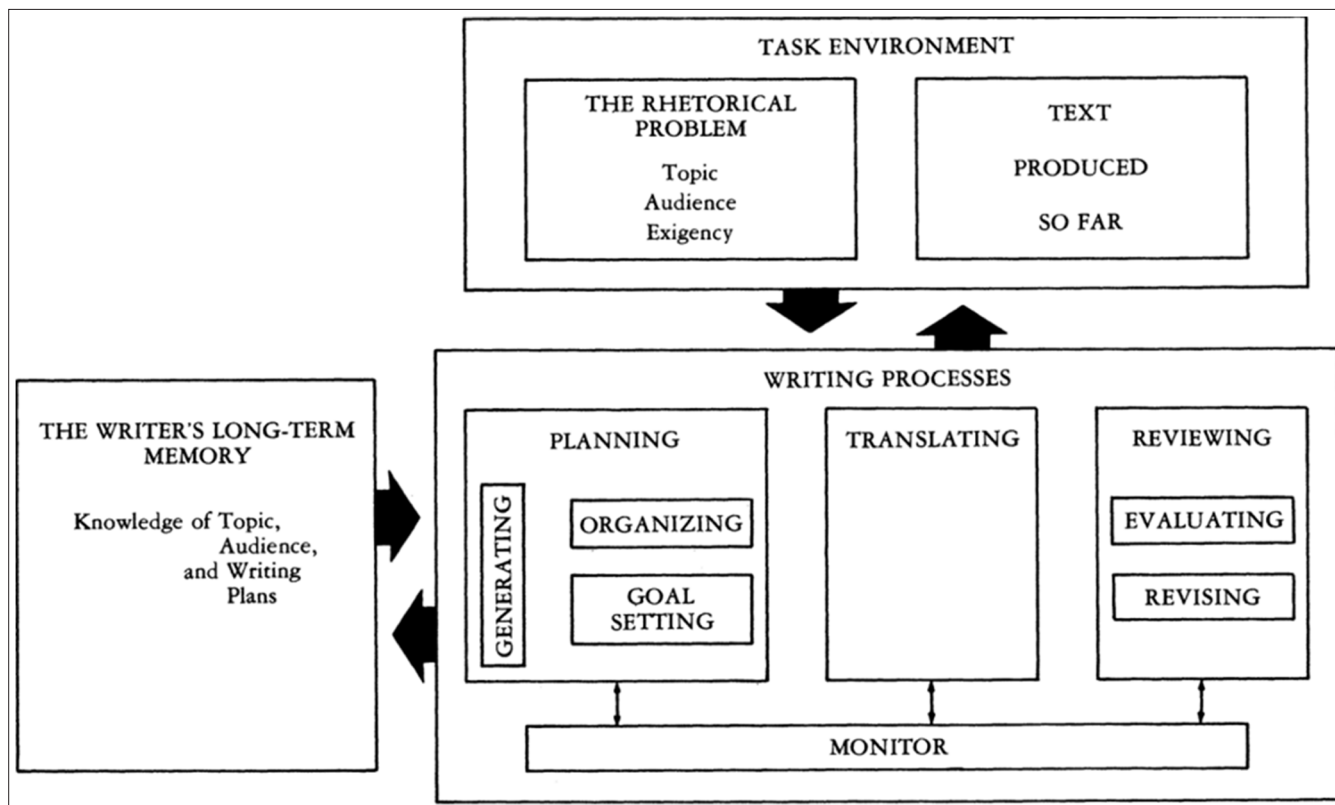 TASK ENVIRONMENT
THE RHETORICAL
PROBLEM
Topic
Audience
Exigency
TEXT
PRODUCED
SO FAR
THE WRITER'S LONG-TERM
MEMORY
Knowledge of Topic,
Audience,
and Writing
Plans
WRITING PROCESSES
PLANNING
GENERATING
ORGANIZING
GOAL
SETTING
TRANSLATING
REVIEWING
EVALUATING
REVISING
MONITOR